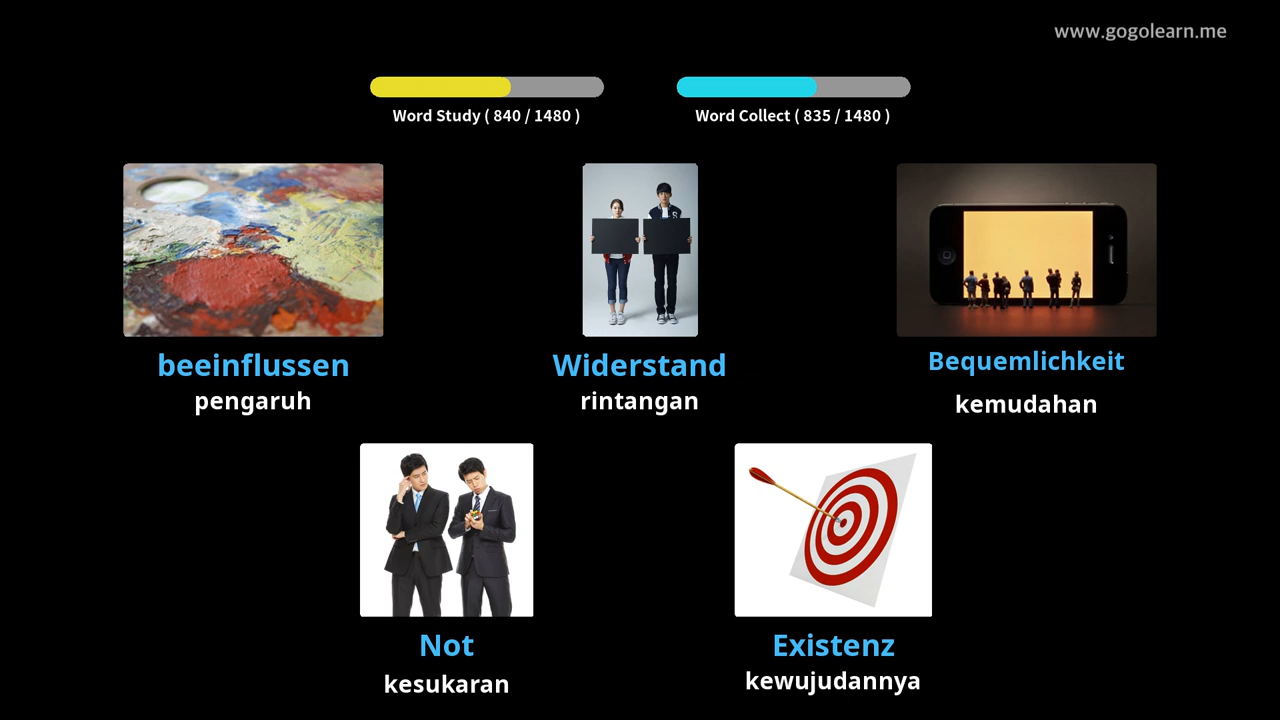 www.gogolearn.me
Word Study ( 840 / 1480 )
Word Collect ( 835 / 1480 )
beeinflussen
pengaruh
Widerstand
rintangan
Bequemlichkeit
kemudahan
Not
kesukaran
Existenz
kewujudannya